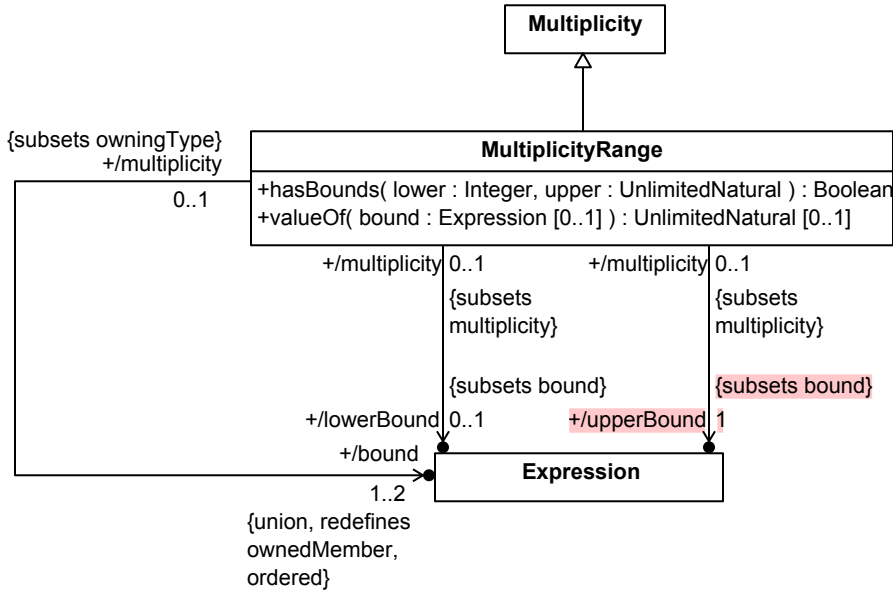 Multiplicity
{subsets owningType}
+/multiplicity
0..1
MultiplicityRange
+hasBounds( lower : Integer, upper : UnlimitedNatural ) : Boolean
+valueOf( bound : Expression [0..1] ) : UnlimitedNatural [0..1]
+/multiplicity 0..1
{subsets
multiplicity}
+/multiplicity 0..1
{subsets
multiplicity}
{subsets bound}
+/lowerBound 0..1
{subsets bound}
+/upperBound 1
+/bound
1..2
{union, redefines
ownedMember,
ordered}
Expression